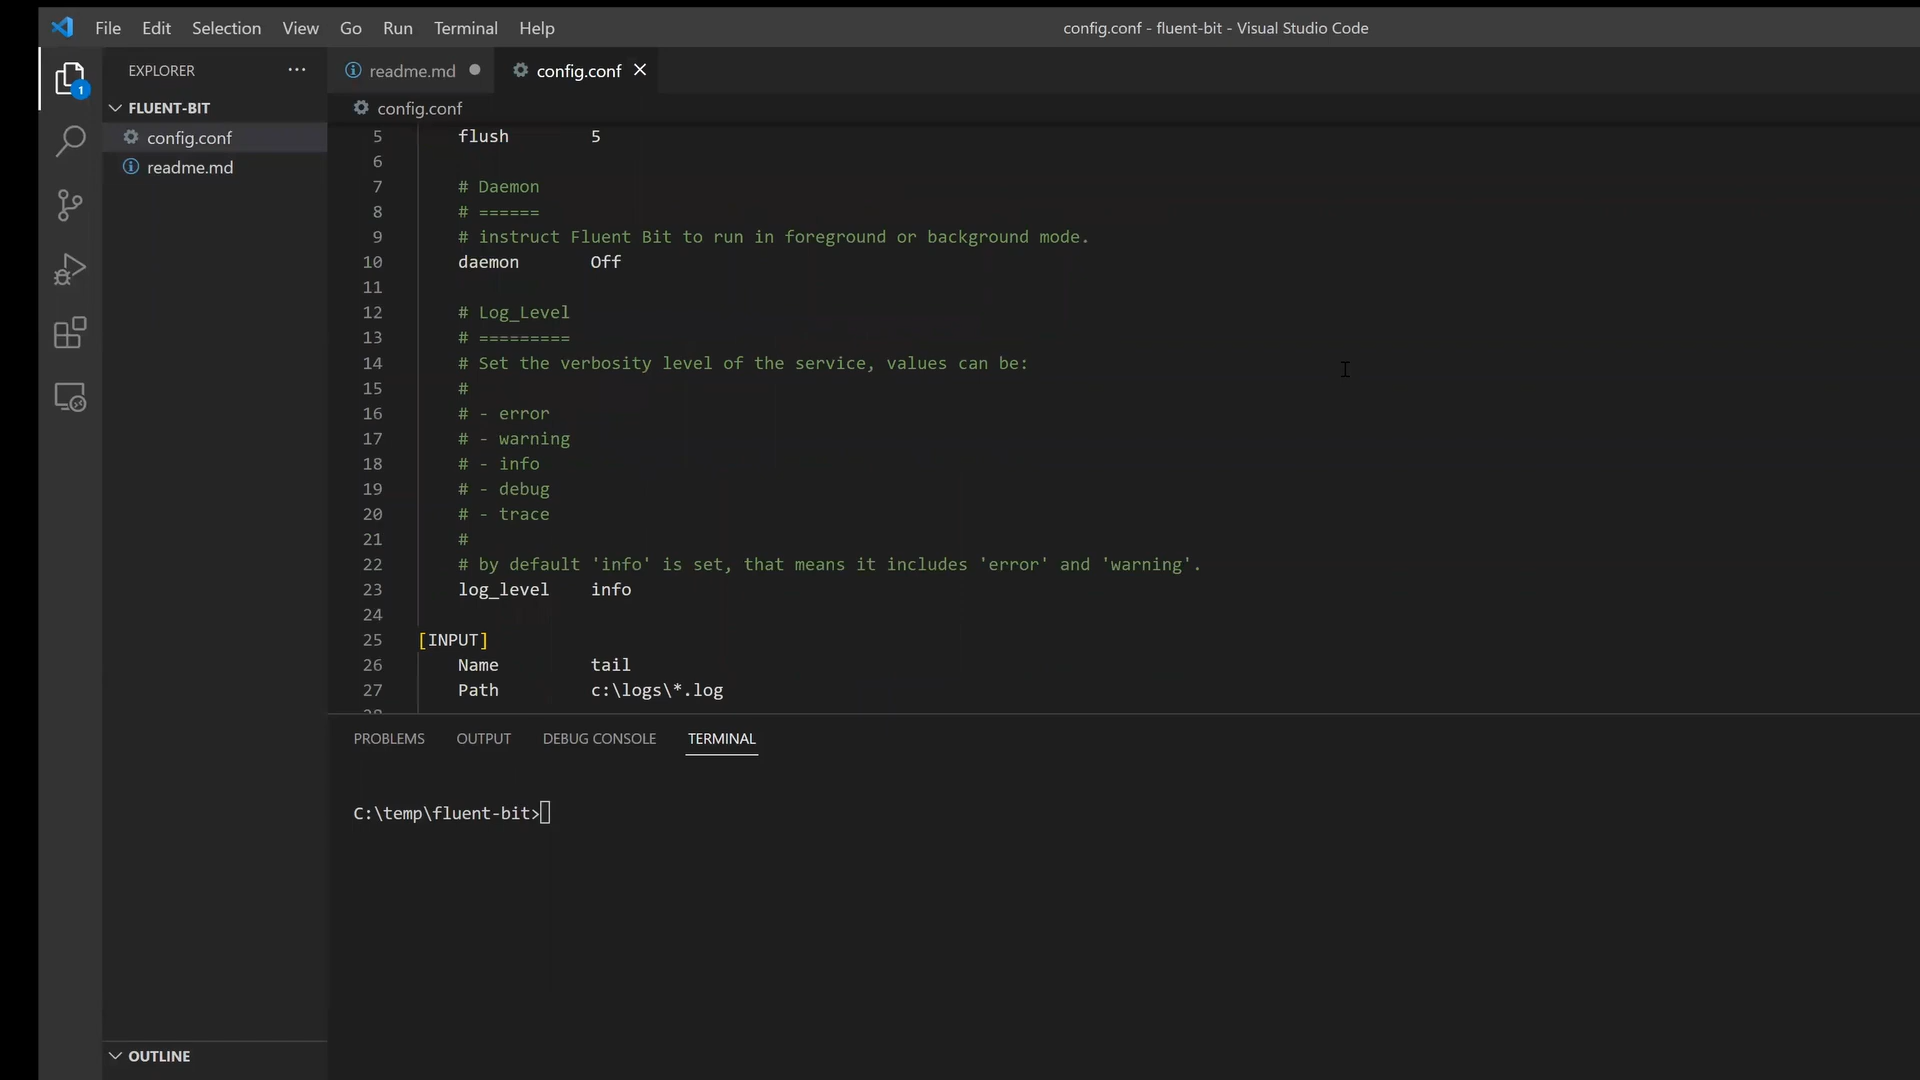 File Edit Selection View Go Run Terminal Help config.conf - fluent-bit - Visual Studio Code
EXPLORER ···
readme.md config.conf
1
FLUENT-BIT
config.conf
readme.md
OUTLINE
config.conf
5 flush 5
6
7 # Daemon
8 # ======
9 # instruct Fluent Bit to run in foreground or background mode.
10 daemon Off
11
12 # Log_Level
13 # =========
14 # Set the verbosity level of the service, values can be:
15 #
16 # - error
17 # - warning
18 # - info
19 # - debug
20 # - trace
21 #
22 # by default 'info' is set, that means it includes 'error' and 'warning'.
23 log_level info
24
25 [INPUT]
26 Name tail
27 Path c:\logs\*.log
PROBLEMS OUTPUT DEBUG CONSOLE TERMINAL
C:\temp\fluent-bit>